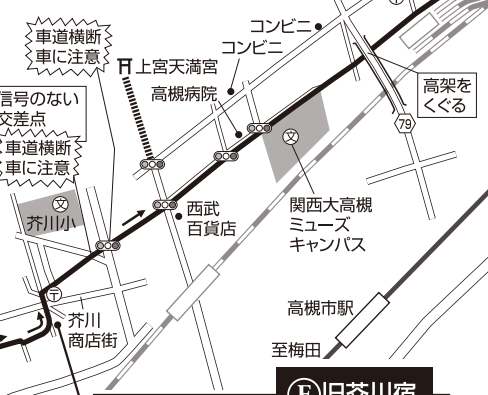 コンビニ
コンビニ
車道横断
車に注意
上宮天満宮
高槻病院
信号のない
交差点
車道横断
車に注意
高架を
くぐる
79
文
文
芥川小
西武
百貨店
関西大高槻
ミューズ
キャンパス
〒
芥川
商店街
高槻市駅
至梅田
Ⓔ旧芥川宿